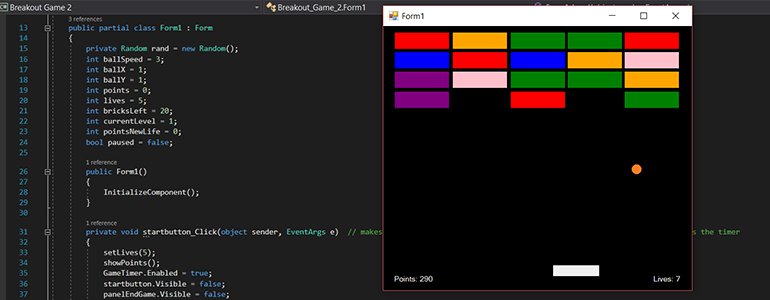 Breakout Game 2
Breakout_Game_2.Form1
Form1
3 references
13 public partial class Form1 : Form
14 {
15 private Random rand = new Random();
16 int ballSpeed = 3;
17 int ballX = 1;
18 int ballY = 1;
19 int points = 0;
20 int lives = 5;
21 int bricksLeft = 20;
22 int currentLevel = 1;
23 int pointsNewLife = 0;
24 bool paused = false;
25
1 reference
26 public Form1()
27 {
28 InitializeComponent();
29 }
30
1 reference
31 private void startbutton_Click(object sender, EventArgs e) // makes
s the timer
32 {
33 setLives(5);
34 showPoints();
35 GameTimer.Enabled = true;
36 startbutton.Visible = false;
37 panelEndGame.Visible = false;
Points: 290
Lives: 7